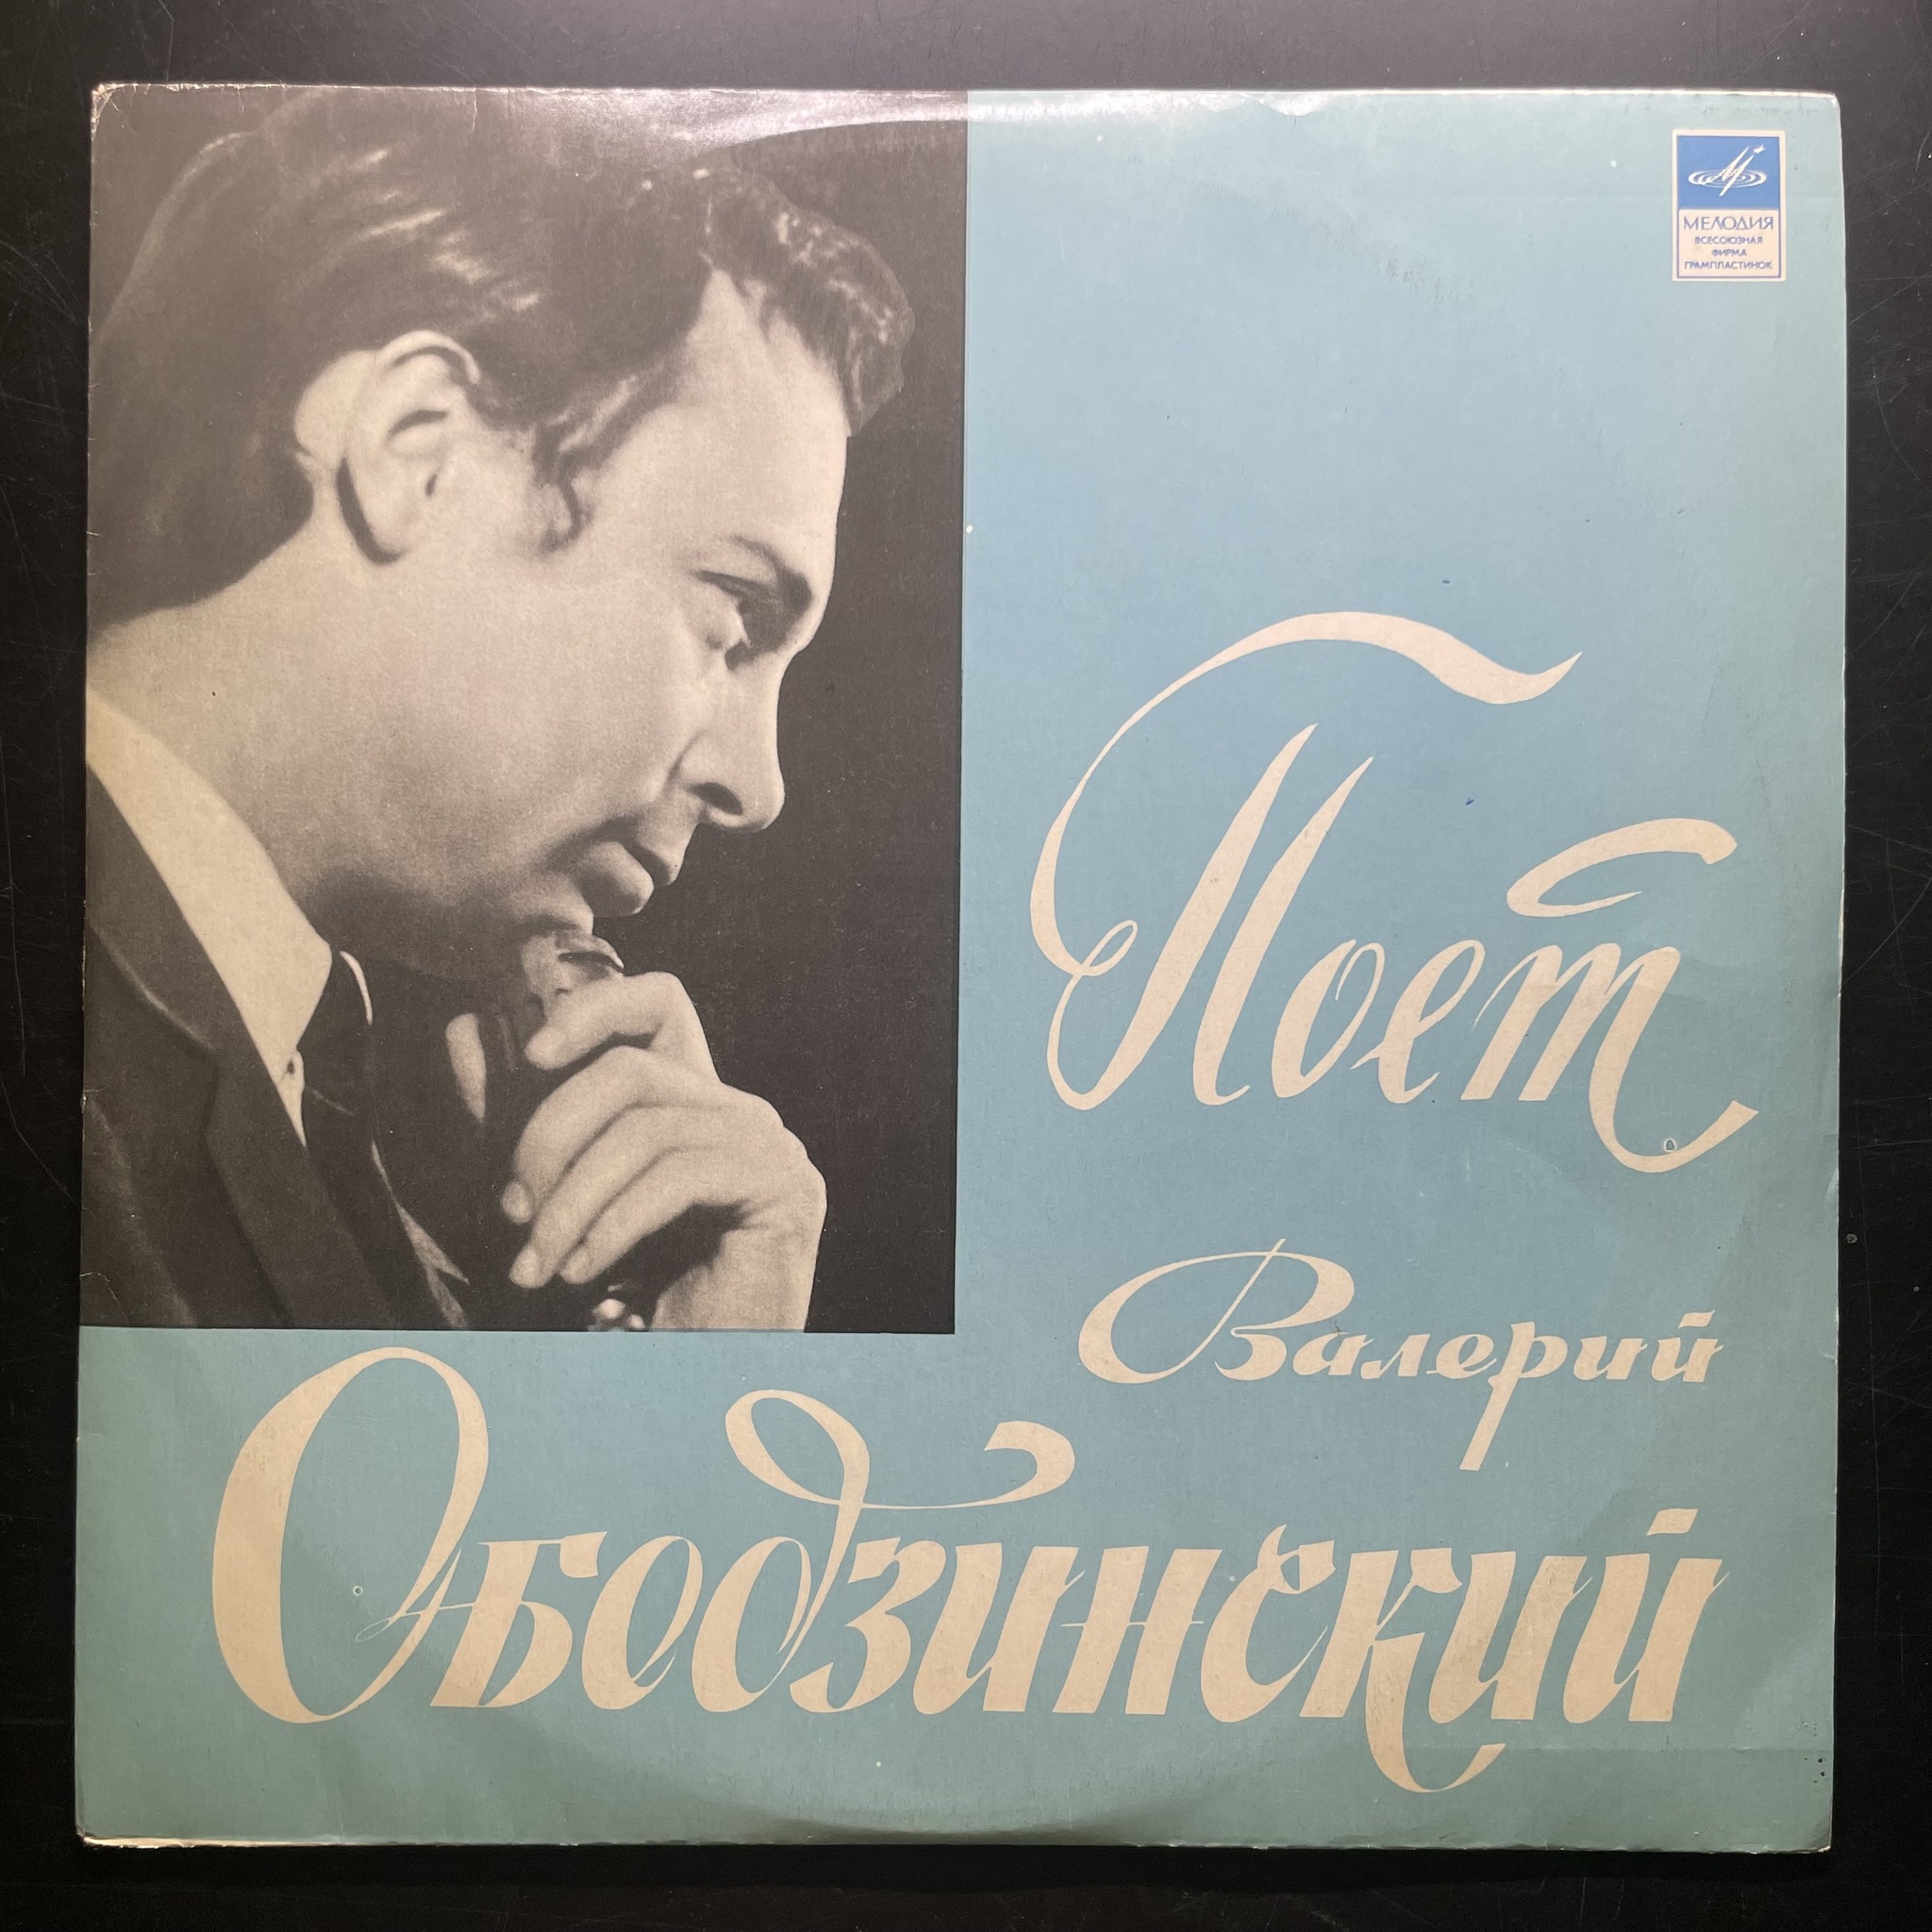 МЕЛОДИЯ
ВСЕСОЮЗНАЯ
ФИРМА
ГРАМПЛАСТИНОК
Поет
Валерий
Ободзинский